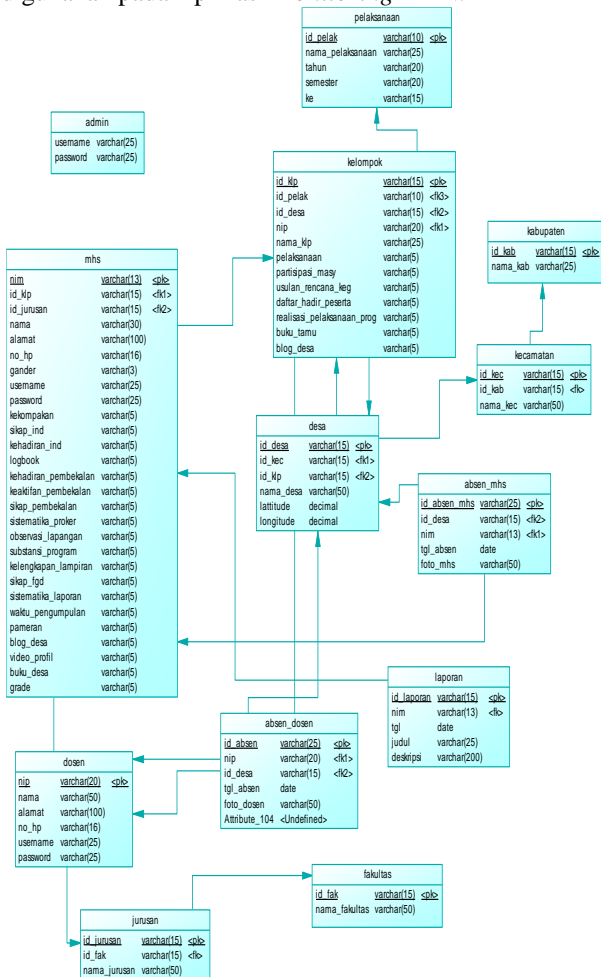 pelaksanaan
id_pelak varchar(10) <pk>
nama_pelaksanaan varchar(25)
tahun varchar(20)
semester varchar(20)
ke varchar(15)
admin
username varchar(25)
password varchar(25)
kelompok
id_klp varchar(15) <pk>
id_pelak varchar(10) <fk3>
id_desa varchar(15) <fk2>
nip varchar(20) <fk1>
nama_klp varchar(25)
pelaksanaan varchar(5)
partisipasi_masy varchar(5)
usulan_rencana_keg varchar(5)
daftar_hadir_peserta varchar(5)
realisasi_pelaksanaan_prog varchar(5)
buku_tamu varchar(5)
blog_desa varchar(5)
kabupaten
id_kab varchar(15) <pk>
nama_kab varchar(25)
mhs
nim varchar(13) <pk>
id_klp varchar(15) <fk1>
id_jurusan varchar(15) <fk2>
nama varchar(30)
alamat varchar(100)
no_hp varchar(16)
gander varchar(3)
username varchar(25)
password varchar(25)
kekompakan varchar(5)
sikap_ind varchar(5)
kehadiran_ind varchar(5)
logbook varchar(5)
kehadiran_pembekalan varchar(5)
keaktifan_pembekalan varchar(5)
sikap_pembekalan varchar(5)
sistematika_proker varchar(5)
observasi_lapangan varchar(5)
substansi_program varchar(5)
kelengkapan_lampiran varchar(5)
sikap_fgd varchar(5)
sistematika_laporan varchar(5)
waktu_pengumpulan varchar(5)
pameran varchar(5)
blog_desa varchar(5)
video_profil varchar(5)
buku_desa varchar(5)
grade varchar(5)
kecamatan
id_kec varchar(15) <pk>
id_kab varchar(15) <fk>
nama_kec varchar(50)
desa
id_desa varchar(15) <pk>
id_kec varchar(15) <fk1>
id_klp varchar(15) <fk2>
nama_desa varchar(50)
lattitude decimal
longitude decimal
absen_mhs
id_absen_mhs varchar(25) <pk>
id_desa varchar(15) <fk2>
nim varchar(13) <fk1>
tgl_absen date
foto_mhs varchar(50)
laporan
id_laporan varchar(15) <pk>
nim varchar(13) <fk>
tgl date
judul varchar(25)
deskripsi varchar(200)
absen_dosen
id_absen varchar(25) <pk>
nip varchar(20) <fk1>
id_desa varchar(15) <fk2>
tgl_absen date
foto_dosen varchar(50)
Attribute_104 <Undefined>
dosen
nip varchar(20) <pk>
nama varchar(50)
alamat varchar(100)
no_hp varchar(16)
username varchar(25)
password varchar(25)
fakultas
id_fak varchar(15) <pk>
nama_fakultas varchar(50)
jurusan
id_jurusan varchar(15) <pk>
id_fak varchar(15) <fk>
nama_jurusan varchar(50)